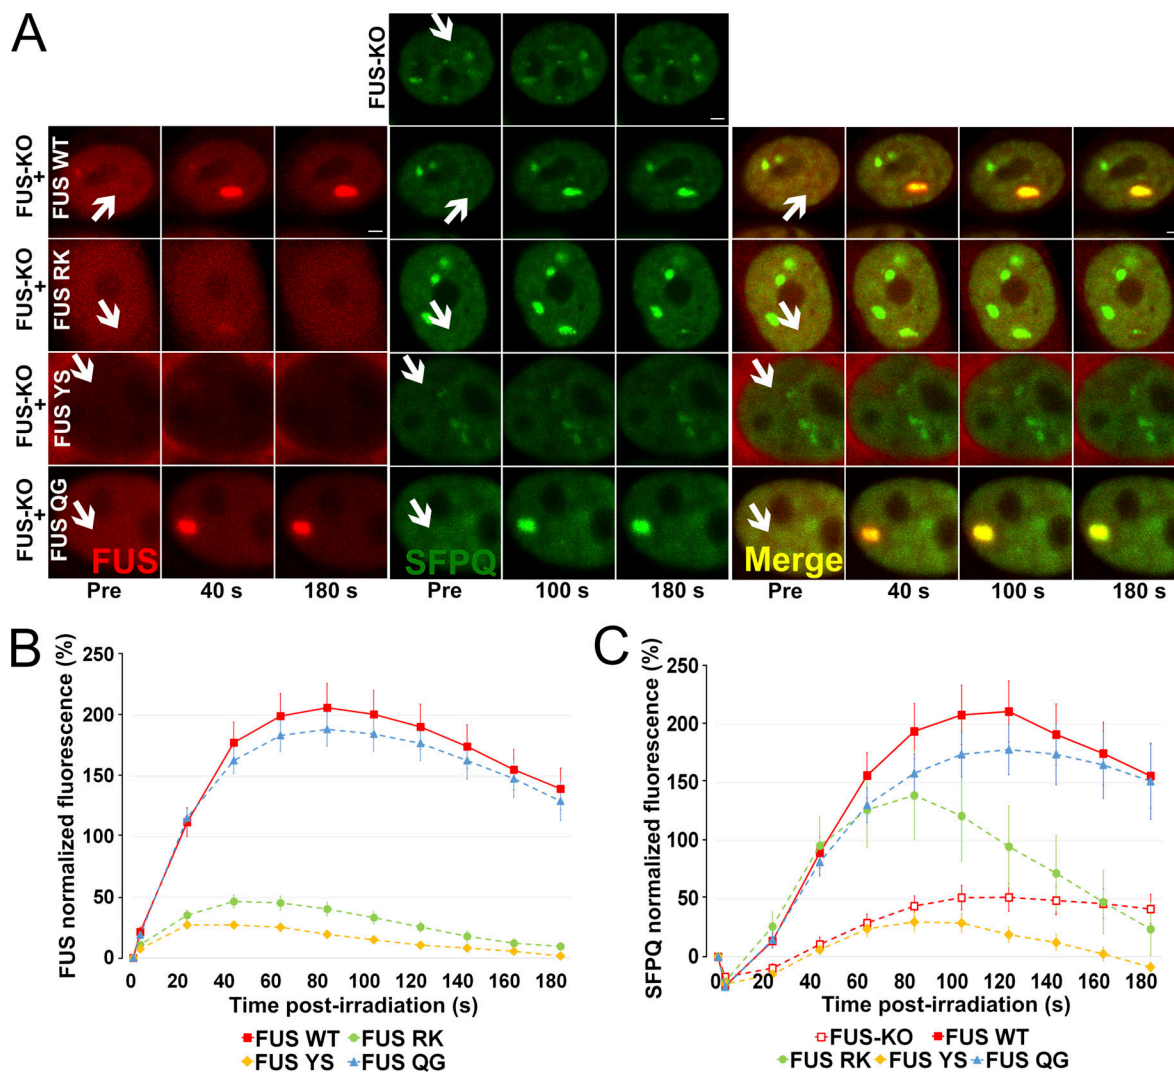 A
FUS-KO
FUS-KO
+
FUS WT
FUS-KO
+
FUS RK
FUS-KO
+
FUS YS
FUS-KO
+
FUS QG
FUS
SFPQ
Merge
Pre 40 s 180 s Pre 100 s 180 s Pre 40 s 100 s 180 s
B
FUS normalized fluorescence (%)
250
200
150
100
50
0
0 20 40 60 80 100 120 140 160 180
Time post-irradiation (s)
FUS WT FUS RK
FUS YS FUS QG
C
SFPQ normalized fluorescence (%)
250
200
150
100
50
0
0 20 40 60 80 100 120 140 160 180
Time post-irradiation (s)
FUS-KO FUS WT
FUS RK FUS YS FUS QG